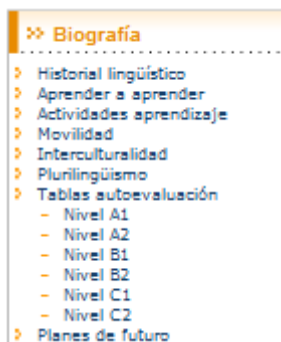 >> Biografía
Historial lingüístico
Aprender a aprender
Actividades aprendizaje
Movilidad
Interculturalidad
Plurilingüismo
Tablas autoevaluación
– Nivel A1
– Nivel A2
– Nivel B1
– Nivel B2
– Nivel C1
– Nivel C2
Planes de futuro